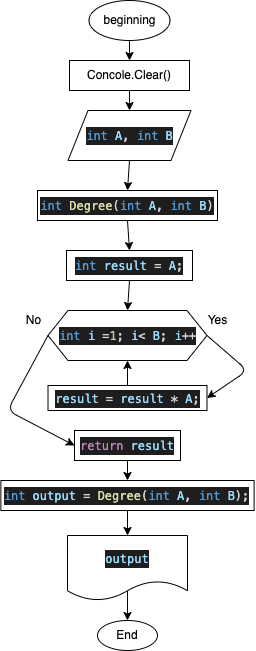 beginning
Concole.Clear()
int A, int B
int Degree(int A, int B)
int result = A;
No
Yes
int i =1; i< B; i++
result = result * A;
return result
int output = Degree(int A, int B);
output
End